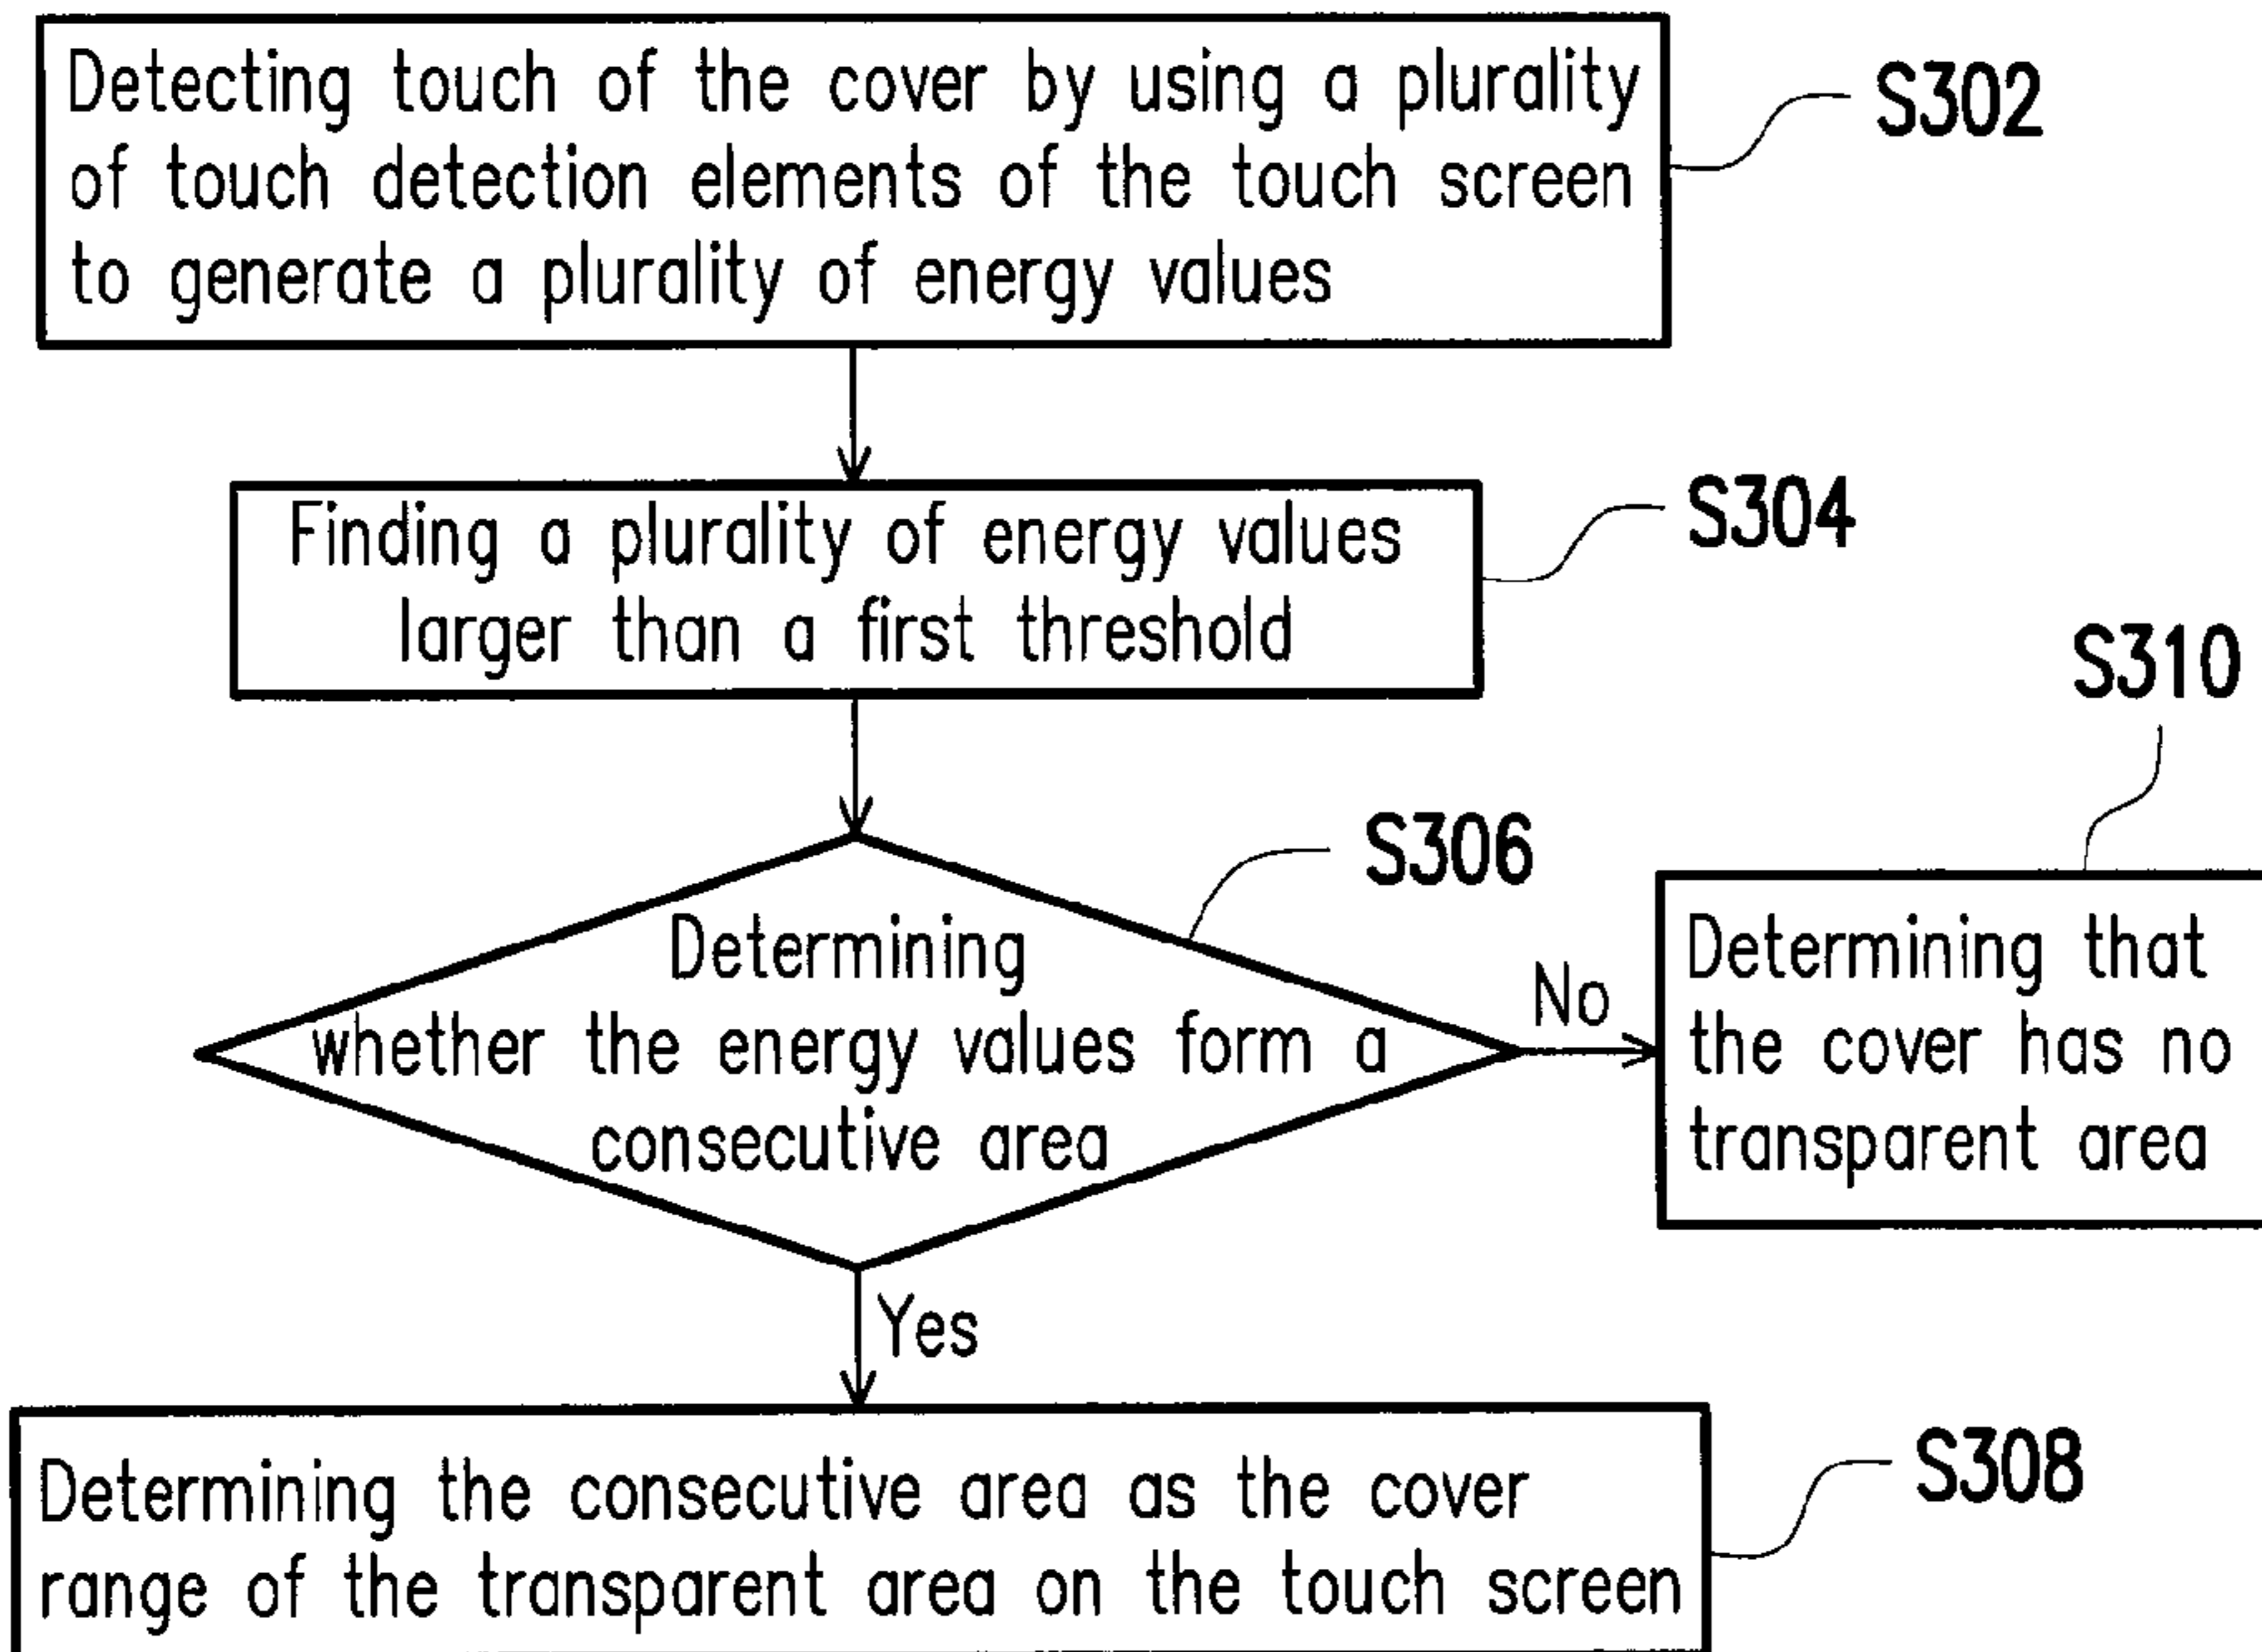 Detecting touch of the cover by using a plurality
of touch detection elements of the touch screen
to generate a plurality of energy values
S302
Finding a plurality of energy values
larger than a first threshold
S304
Determining
whether the energy values form a
consecutive area
S306
No
S310
Determining that
the cover has no
transparent area
Yes
Determining the consecutive area as the cover
range of the transparent area on the touch screen
S308